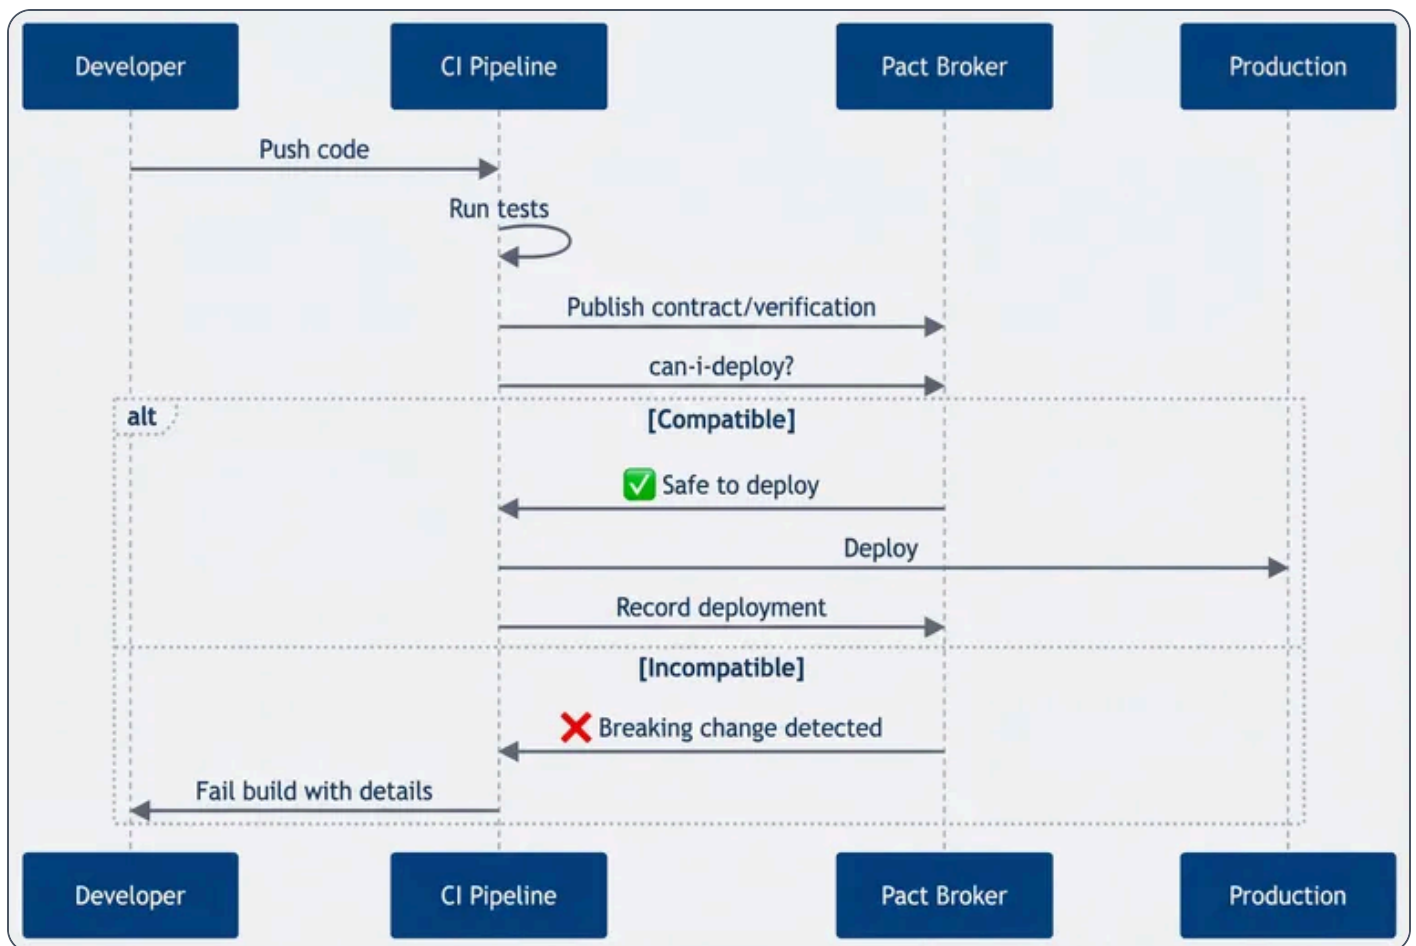 Developer
CI Pipeline
Pact Broker
Production
Push code
Run tests
Publish contract/verification
can-i-deploy?
alt
[Compatible]
✅ Safe to deploy
Deploy
Record deployment
[Incompatible]
❌ Breaking change detected
Fail build with details
Developer
CI Pipeline
Pact Broker
Production